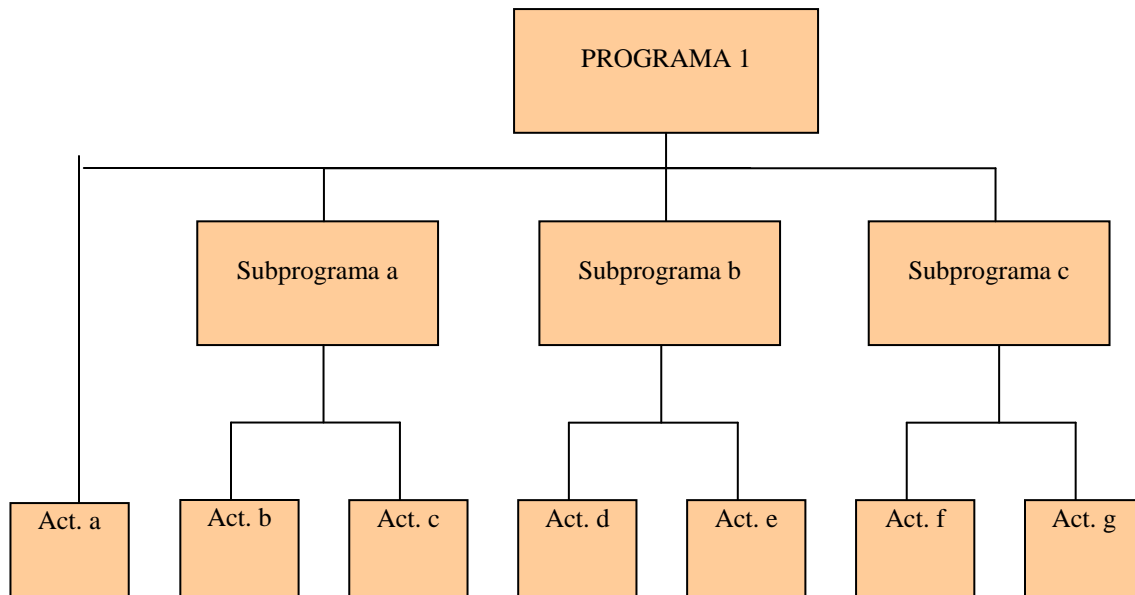 PROGRAMA 1
Subprograma a
Subprograma b
Subprograma c
Act. a
Act. b
Act. c
Act. d
Act. e
Act. f
Act. g